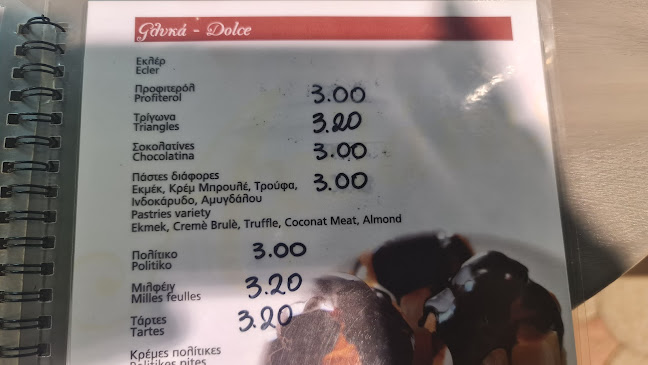 Γλυκά - Dolce
Εκλέρ
Ecler
Προφιτερόλ 3.00
Profiterol
Τρίγωνα 3.20
Triangles
Σοκολατίνες 3.00
Chocolatina
Πάστες διάφορες
Εκμέκ, Κρέμ Μπρουλέ, Τρούφα, 3.00
Ινδοκάρυδο, Αμυγδάλου
Pastries variety
Ekmek, Cremè Brulè, Truffle, Coconat Meat, Almond
Πολίτικο 3.00
Politiko
Μιλφέιγ 3.20
Milles feulles
Τάρτες 3.20
Tartes
Κρέμες πολίτικες
Politikes pites